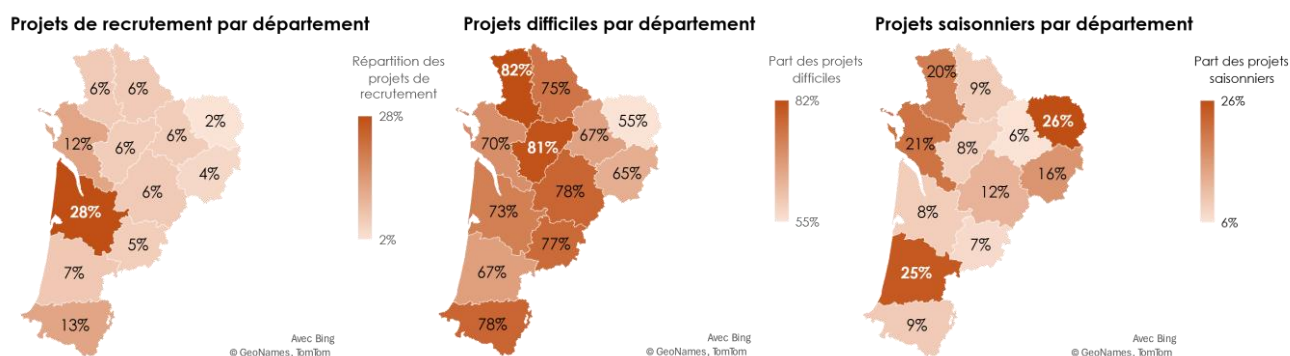 Projets de recrutement par département
Répartition des
projets de
recrutement
28%
2%
6%
6%
2%
12%
6%
6%
4%
6%
28%
5%
7%
13%
Avec Bing
© GeoNames, TomTom
Projets difficiles par département
Part des projets
difficiles
82%
55%
82%
75%
55%
70%
81%
67%
65%
78%
73%
77%
67%
78%
Avec Bing
© GeoNames, TomTom
Projets saisonniers par département
Part des projets
saisonniers
26%
6%
20%
9%
26%
21%
8%
6%
16%
12%
8%
7%
25%
9%
Avec Bing
© GeoNames, TomTom